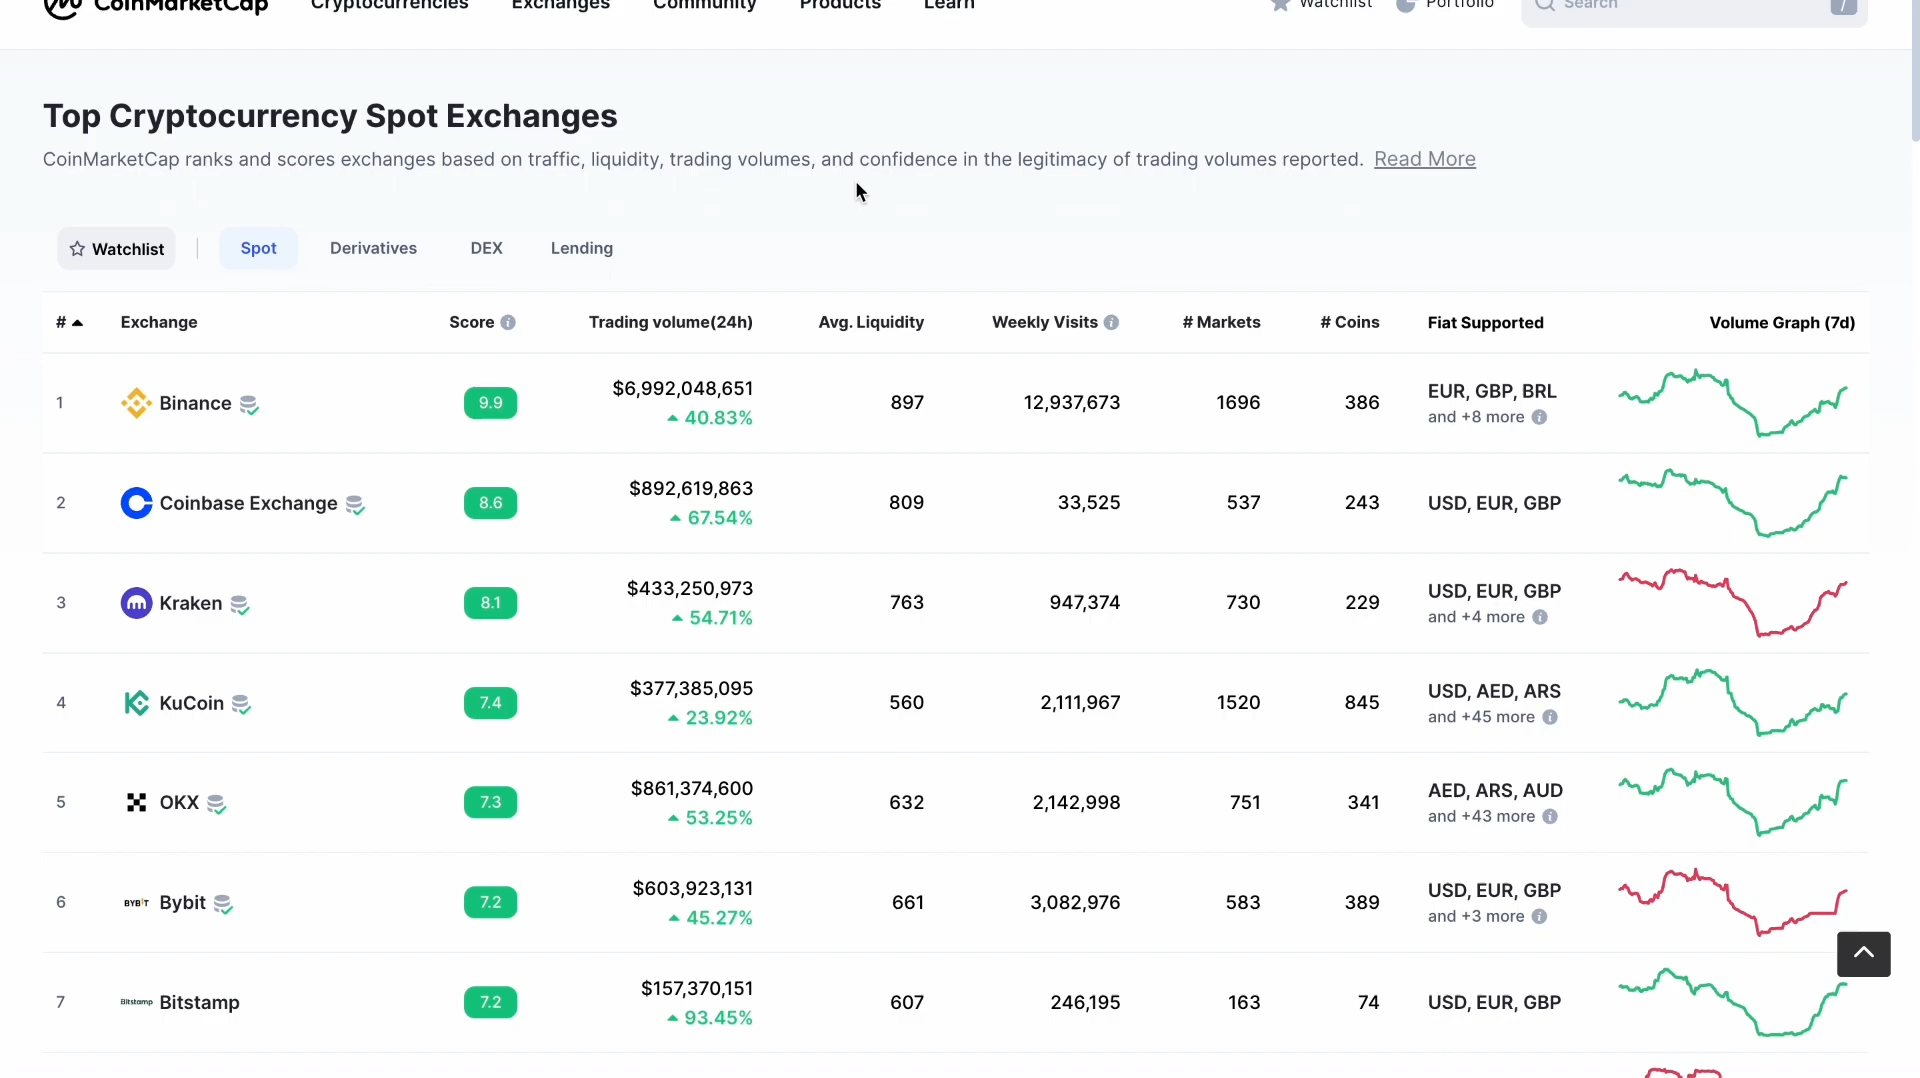 CoinMarketCap Cryptocurrencies Exchanges Community Products Learn Watchlist Portfolio Search /
Top Cryptocurrency Spot Exchanges
CoinMarketCap ranks and scores exchanges based on traffic, liquidity, trading volumes, and confidence in the legitimacy of trading volumes reported. Read More
Watchlist Spot Derivatives DEX Lending
# Exchange Score Trading volume(24h) Avg. Liquidity Weekly Visits # Markets # Coins Fiat Supported Volume Graph (7d)
1 Binance 9.9 $6,992,048,651 897 12,937,673 1696 386 EUR, GBP, BRL
40.83% and +8 more
2 Coinbase Exchange 8.6 $892,619,863 809 33,525 537 243 USD, EUR, GBP
67.54%
3 Kraken 8.1 $433,250,973 763 947,374 730 229 USD, EUR, GBP
54.71% and +4 more
4 KuCoin 7.4 $377,385,095 560 2,111,967 1520 845 USD, AED, ARS
23.92% and +45 more
5 OKX 7.3 $861,374,600 632 2,142,998 751 341 AED, ARS, AUD
53.25% and +43 more
6 BYBIT Bybit 7.2 $603,923,131 661 3,082,976 583 389 USD, EUR, GBP
45.27% and +3 more
7 Bitstamp Bitstamp 7.2 $157,370,151 607 246,195 163 74 USD, EUR, GBP
93.45%